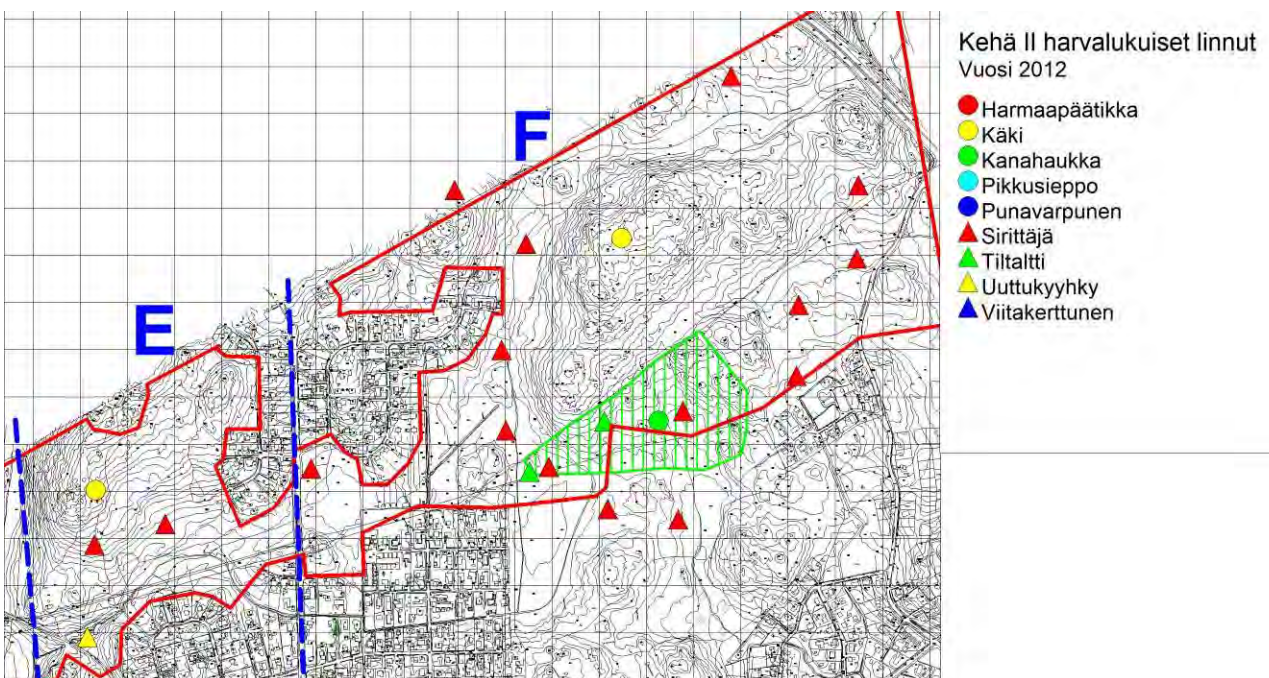 Kehä II harvalukuiset linnut
Vuosi 2012
Harmaapäätikka
Käki
Kanahaukka
Pikkusieppo
Punavarpunen
Sirittäjä
Tiltaltti
Uuttukyyhky
Viitakerttunen
F
E